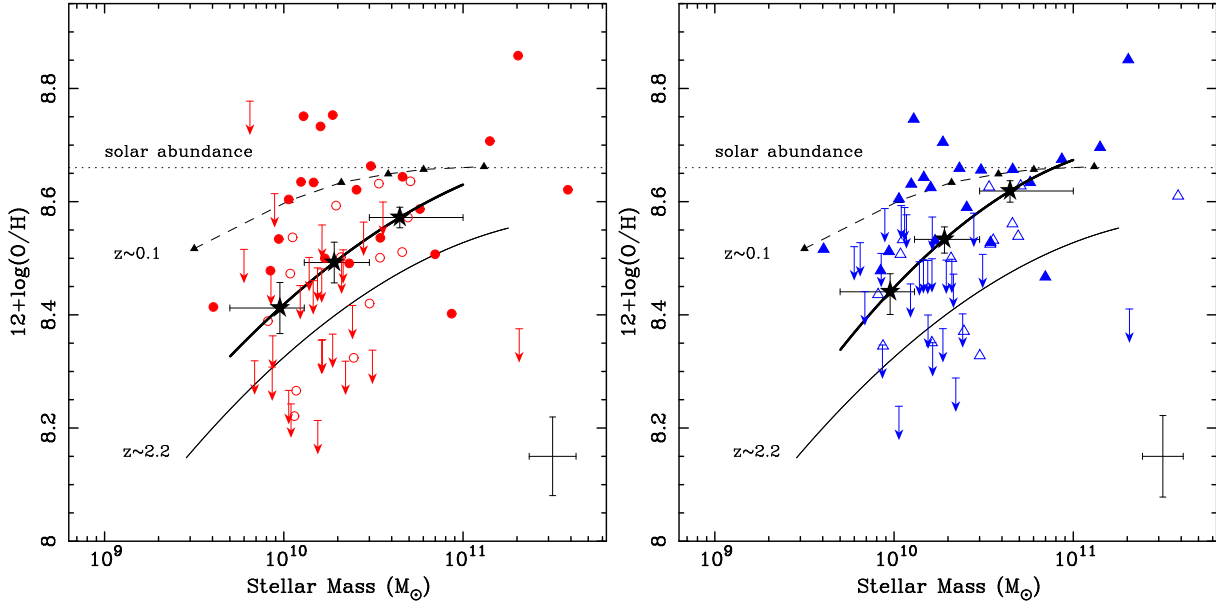 8.8
8.6
8.4
8.2
8
12+log(O/H)
solar abundance
z~0.1
z~2.2
10⁹
10¹⁰
10¹¹
Stellar Mass (M⊙)
8.8
8.6
8.4
8.2
8
12+log(O/H)
solar abundance
z~0.1
z~2.2
10⁹
10¹⁰
10¹¹
Stellar Mass (M⊙)